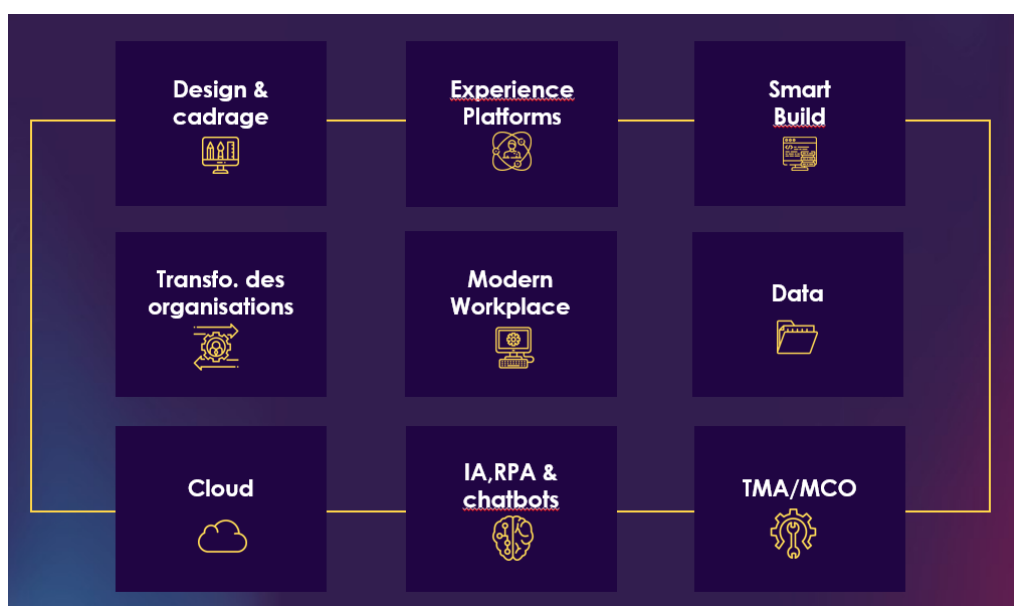 Design &
cadrage
Experience
Platforms
Smart
Build
Transfo. des
organisations
Modern
Workplace
Data
Cloud
IA,RPA &
chatbots
TMA/MCO